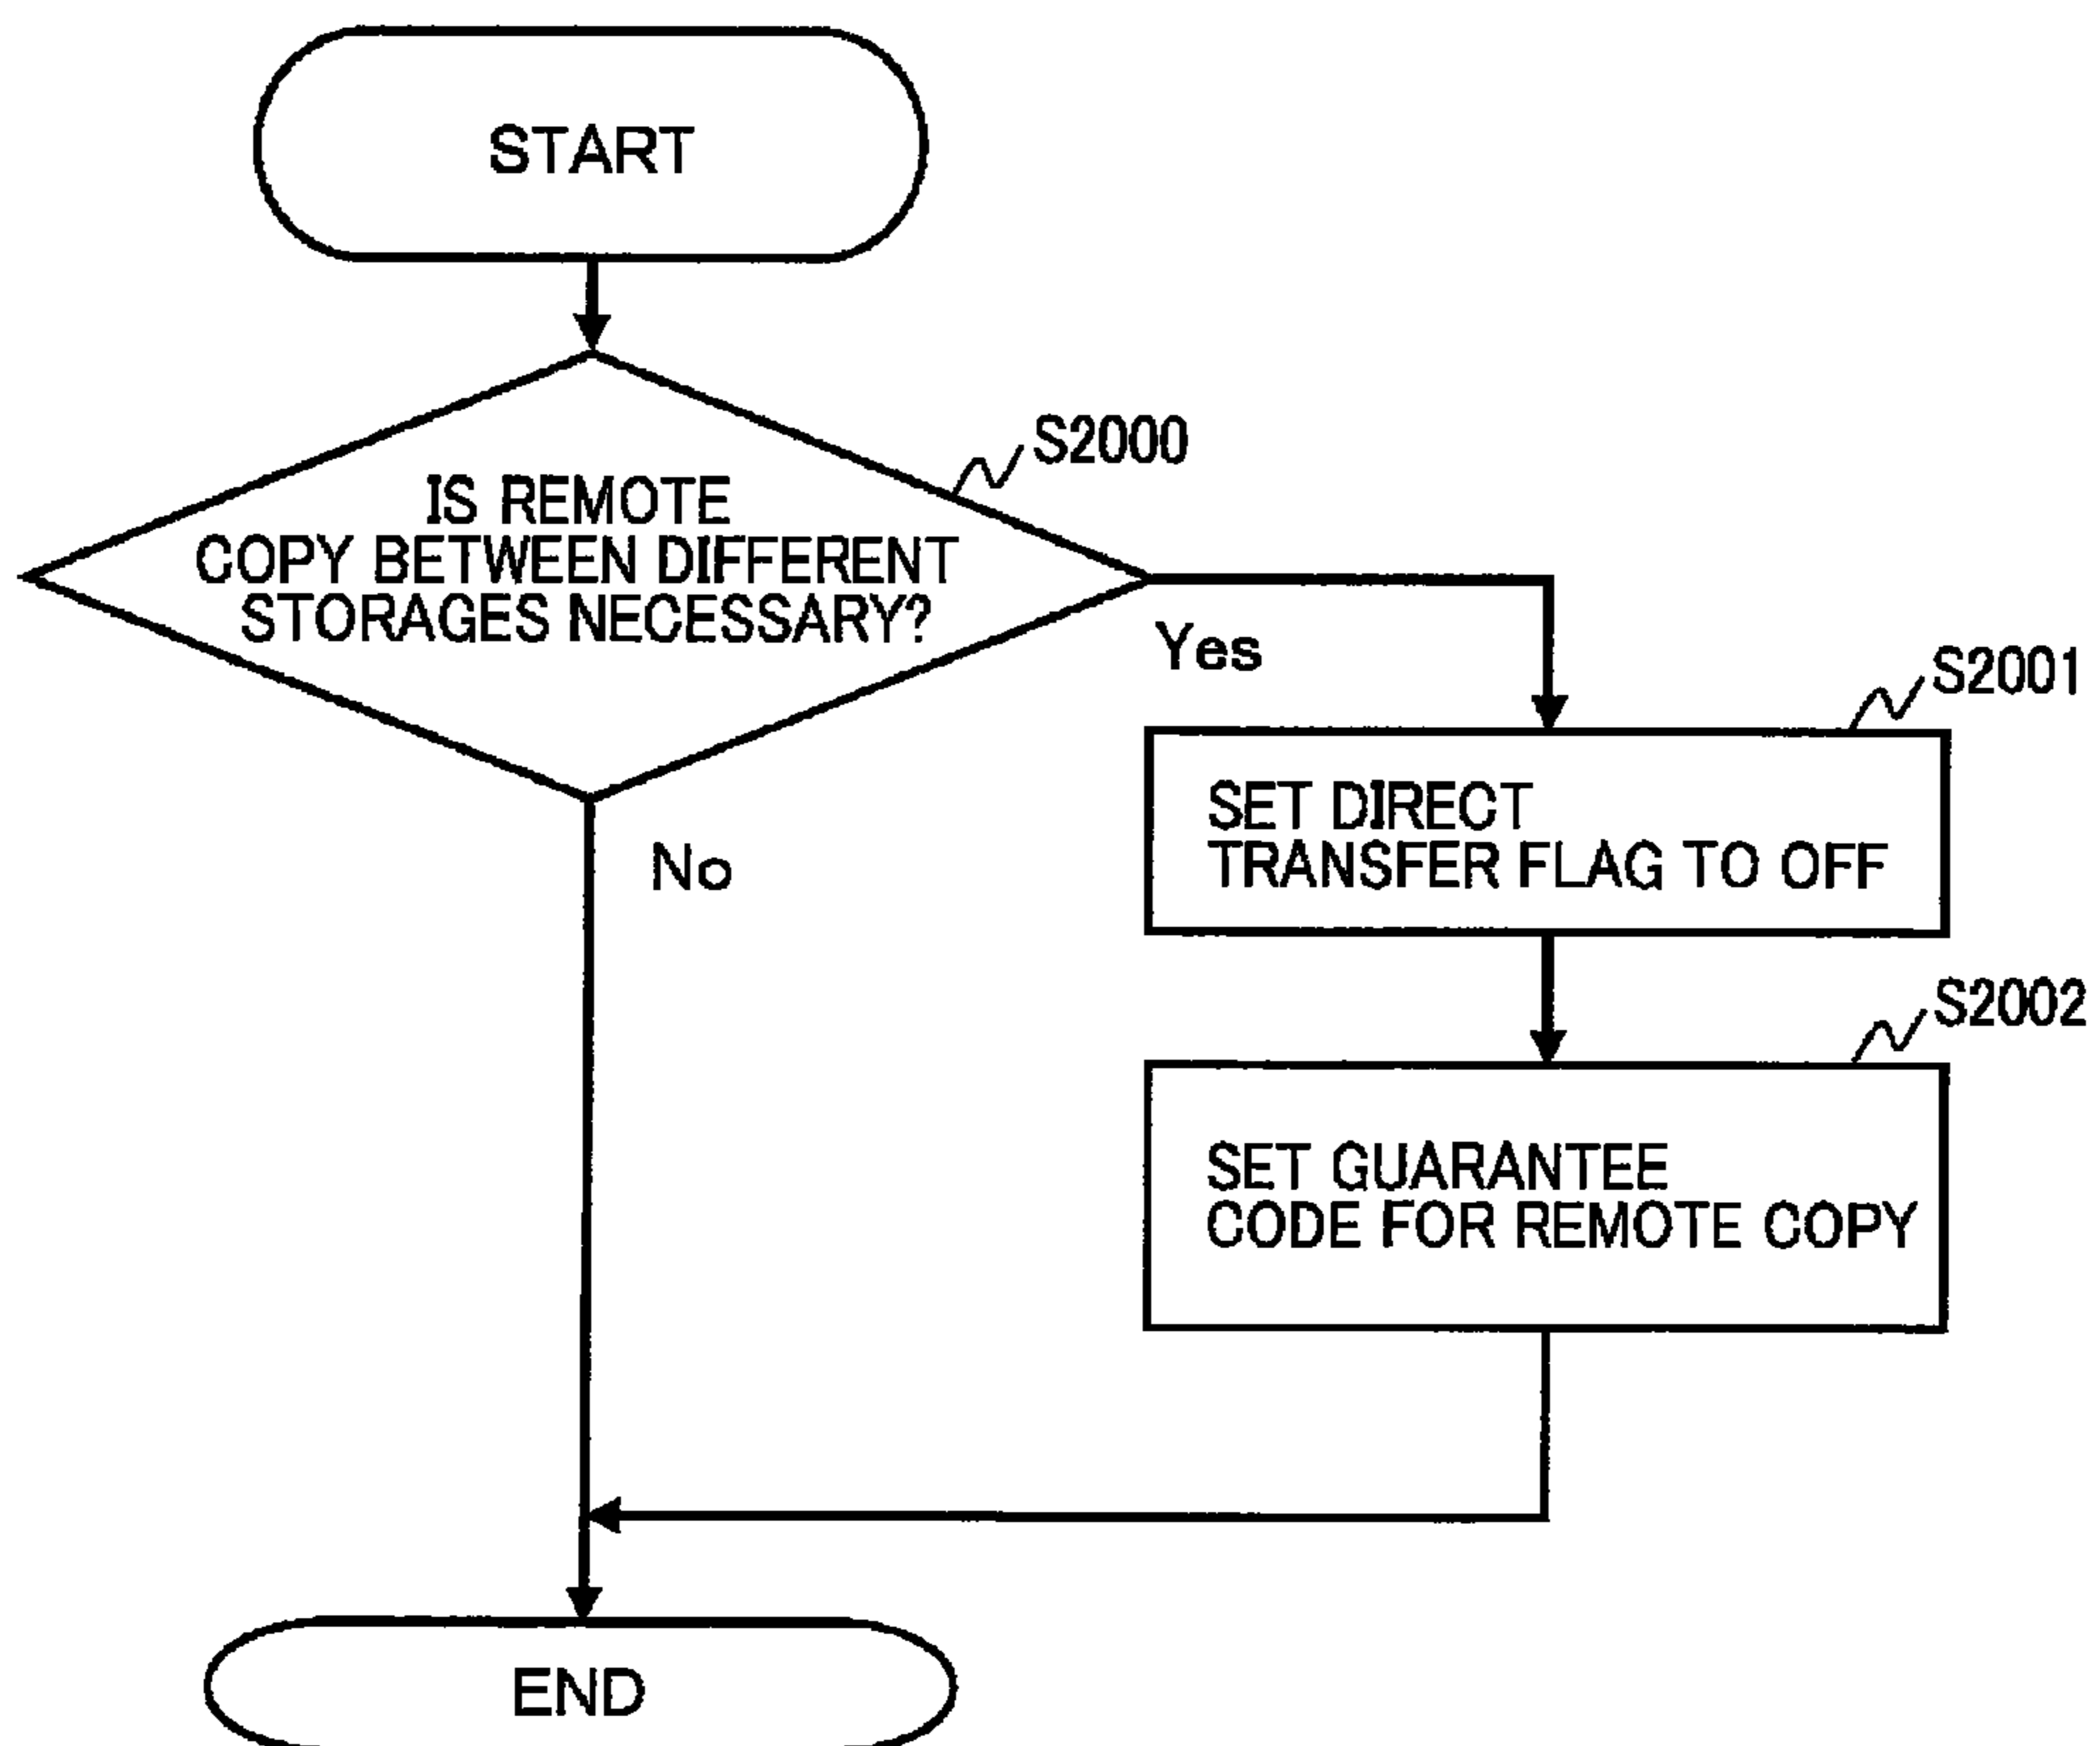 START
S2000
IS REMOTE
COPY BETWEEN DIFFERENT
STORAGES NECESSARY?
Yes
S2001
SET DIRECT
TRANSFER FLAG TO OFF
No
S2002
SET GUARANTEE
CODE FOR REMOTE COPY
END